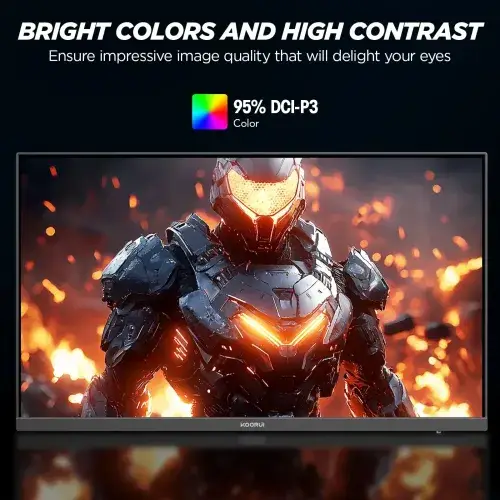 BRIGHT COLORS AND HIGH CONTRAST
Ensure impressive image quality that will delight your eyes
95% DCI-P3
Color
KOORUI